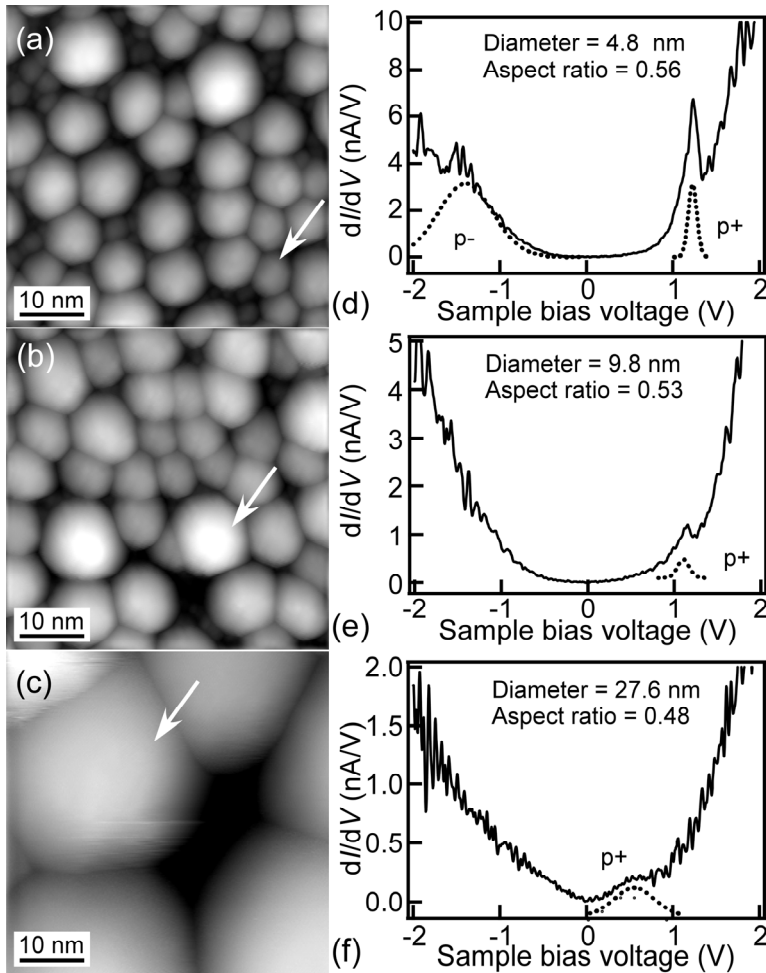 (a)
10 nm
(b)
10 nm
(c)
10 nm
dI/dV (nA/V)
10
8
6
4
2
0
Diameter = 4.8 nm
Aspect ratio = 0.56
p-
p+
-2
-1
0
1
2
(d)
Sample bias voltage (V)
dI/dV (nA/V)
5
4
3
2
1
0
Diameter = 9.8 nm
Aspect ratio = 0.53
p+
-2
-1
0
1
2
(e)
Sample bias voltage (V)
dI/dV (nA/V)
2.0
1.5
1.0
0.5
0.0
Diameter = 27.6 nm
Aspect ratio = 0.48
p+
-2
-1
0
1
2
(f)
Sample bias voltage (V)